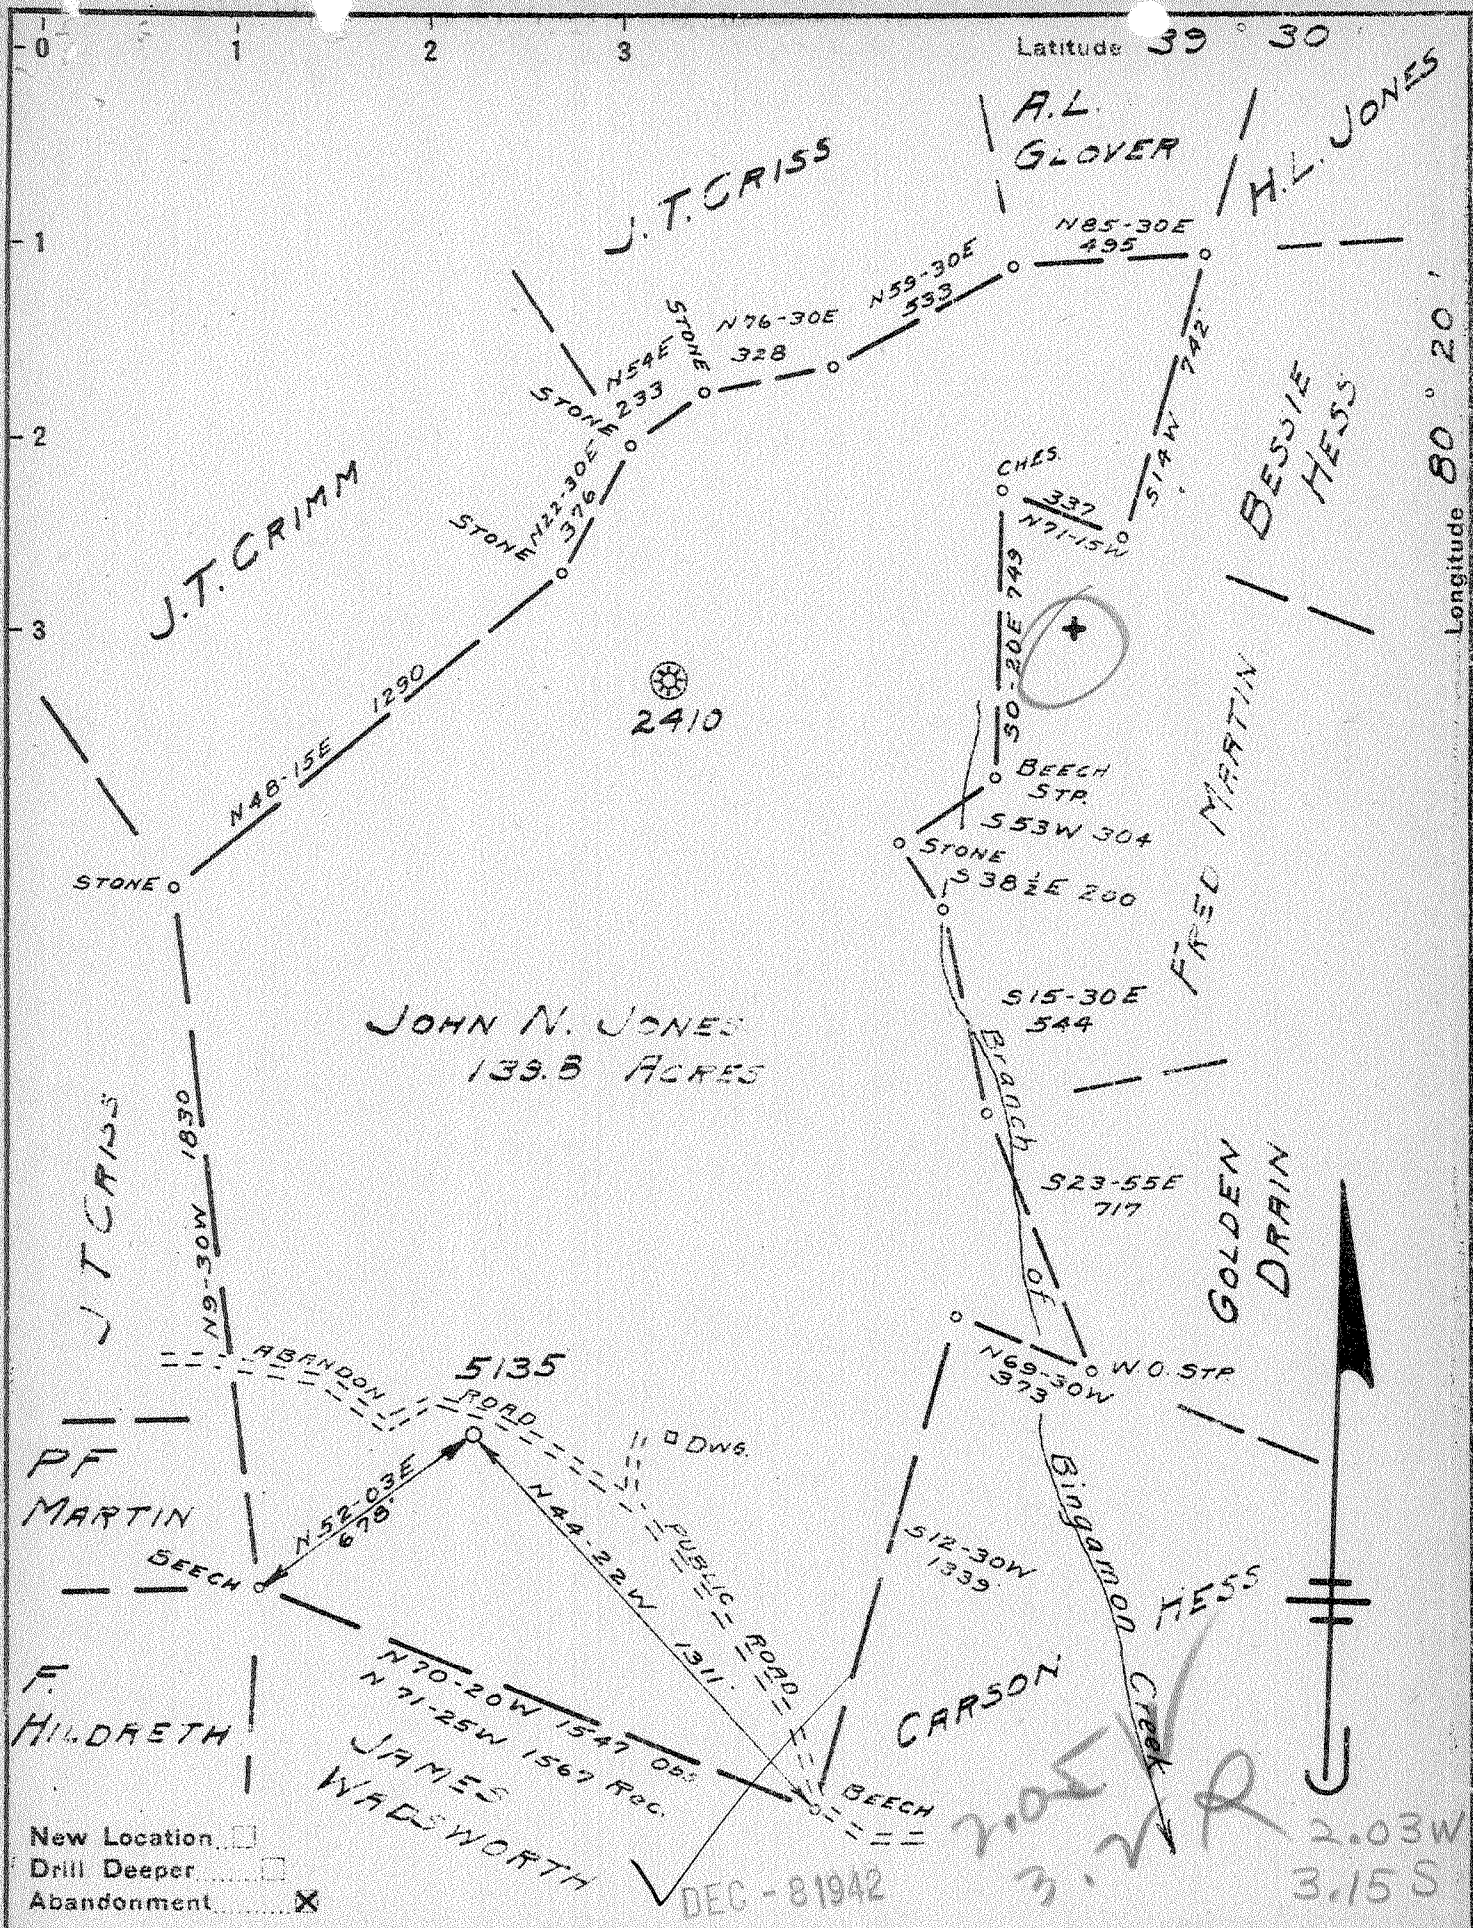 0 1 2 3
Latitude 39 ° 30
1
2
3
Longitude 80 ° 20'
A.L.
GLOVER
H.L. JONES
J.T. CRISS
N85-30E
495
N59-30E
533
N76-30E
328
STONE
N54E
233
STONE
N22-30E
376
STONE
742'
S14W
BESSIE
HESS
CHES.
337
N71-15W
J.T. CRIMM
S0-20E 749
1290
N48-15E
2410
BEECH
STP.
S53W 304
STONE
S38½E 200
FRED MARTIN
STONE
S15-30E
544
JOHN N. JONES
139.8 ACRES
Branch of Bingamon Creek
J T CRISS
N9-30W 1830
S23-55E
717
GOLDEN
DRAIN
ABANDON ROAD
5135
N69-30W
373
W.O. STP
DWG.
PF
MARTIN
N52-03E
678'
BEECH
N44-22W 1311'
PUBLIC ROAD
S12-30W
1339'
CARSON HESS
N70-20W 1547 Obs
N71-25W 1567 Rec.
F.
HILDRETH
JAMES
WADSWORTH
BEECH
New Location
Drill Deeper
Abandonment X
DEC - 8 1942
2.03W
3.15 S